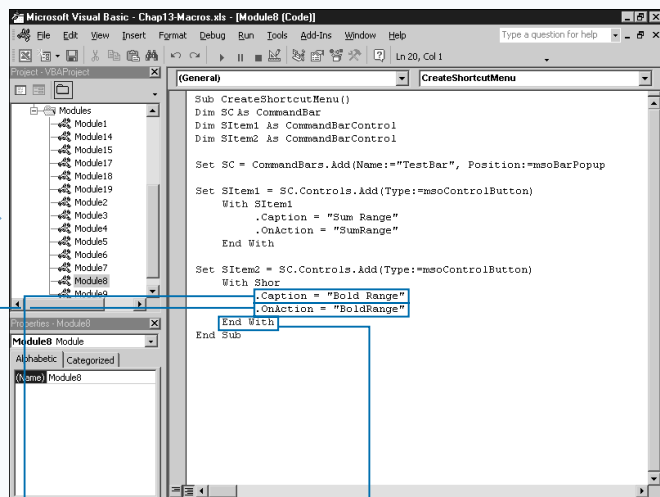 Microsoft Visual Basic - Chap13-Macros.xls - [Module8 (Code)]
File Edit View Insert Format Debug Run Tools Add-Ins Window Help Type a question for help
Ln 20, Col 1
Project - VBAProject
(General) CreateShortcutMenu
Modules
Module1
Module14
Module15
Module17
Module18
Module19
Module2
Module3
Module4
Module5
Module6
Module7
Module8
Module9
Properties - Module8
Module8 Module
Alphabetic Categorized
(Name) Module8
Sub CreateShortcutMenu()
Dim SC As CommandBar
Dim SItem1 As CommandBarControl
Dim SItem2 As CommandBarControl
Set SC = CommandBars.Add(Name:="TestBar", Position:=msoBarPopup
Set SItem1 = SC.Controls.Add(Type:=msoControlButton)
With SItem1
.Caption = "Sum Range"
.OnAction = "SumRange"
End With
Set SItem2 = SC.Controls.Add(Type:=msoControlButton)
With Shor
.Caption = "Bold Range"
.OnAction = "BoldRange"
End With
End Sub